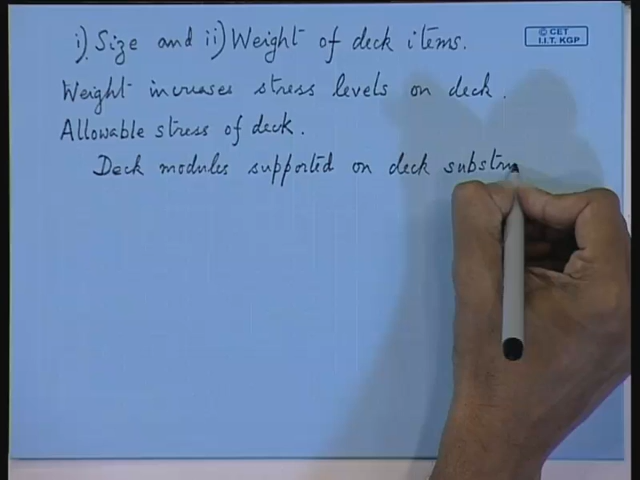 i) Size and ii) Weight of deck items.
© CET
I.I.T. KGP
Weight increases stress levels on deck.
Allowable stress of deck.
Deck modules supported on deck substru